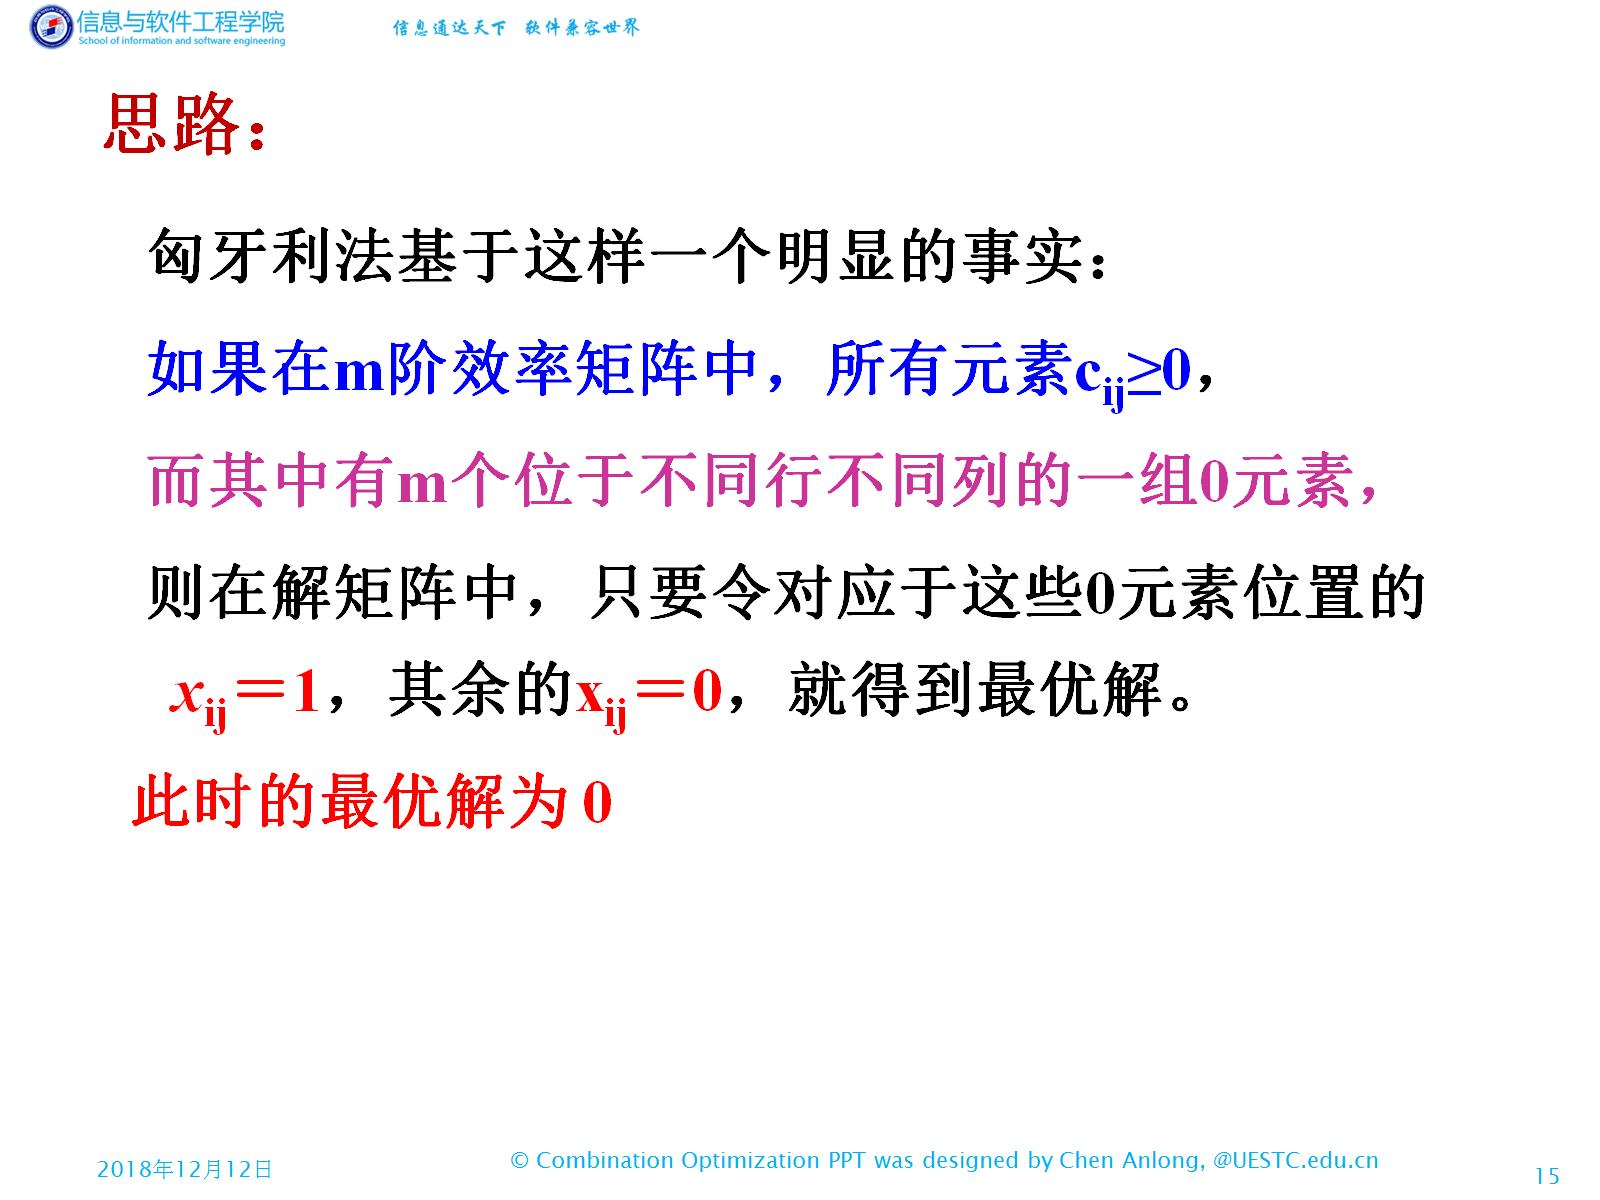 信息与软件工程学院
School of information and software engineering
信息通达天下 软件兼容世界
思路：
匈牙利法基于这样一个明显的事实：
如果在m阶效率矩阵中，所有元素cij≥0，
而其中有m个位于不同行不同列的一组0元素，
则在解矩阵中，只要令对应于这些0元素位置的
xij＝1，其余的xij＝0，就得到最优解。
此时的最优解为 0
2018年12月12日
© Combination Optimization PPT was designed by Chen Anlong, @UESTC.edu.cn
15